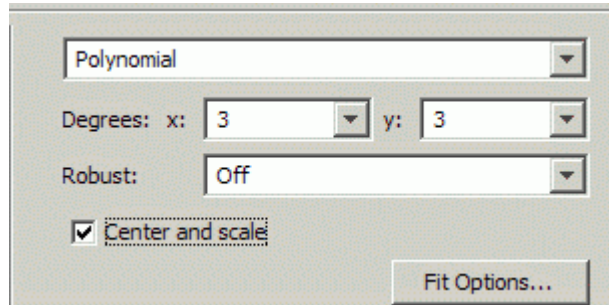 Polynomial
Degrees: x: 3 y: 3
Robust: Off
Center and scale
Fit Options...